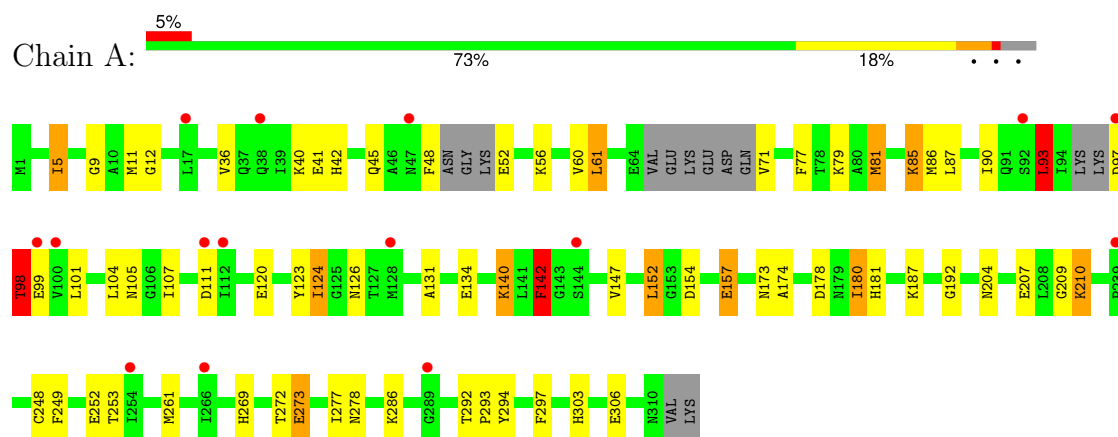 5%
Chain A:
73% 18% • • •
M1 I5 G9 A10 M11 G12 L17 V36 Q37 Q38 I39 K40 E41 H42 Q45 A46 N47 F48 ASN GLY LYS E52 K56 V60 L61 E64 VAL GLU LYS GLU ASP GLN V71 F77 T78 K79 A80 M81 K85 M86 L87 I90 Q91 S92 L93 I94 LYS LYS
T98 E99 V100 L101 L104 N105 G106 I107 D111 I112 E120 Y123 I124 G125 N126 T127 M128 A131 E134 K140 L141 F142 G143 S144 V147 L152 G153 D154 E157 N173 A174 D178 N179 I180 H181 K187 G192 N204 E207 L208 G209 K210
C248 F249 E252 T253 I254 M261 I266 H269 T272 E273 I277 N278 K286 G289 T292 P293 Y294 F297 H303 E306 N310 VAL LYS